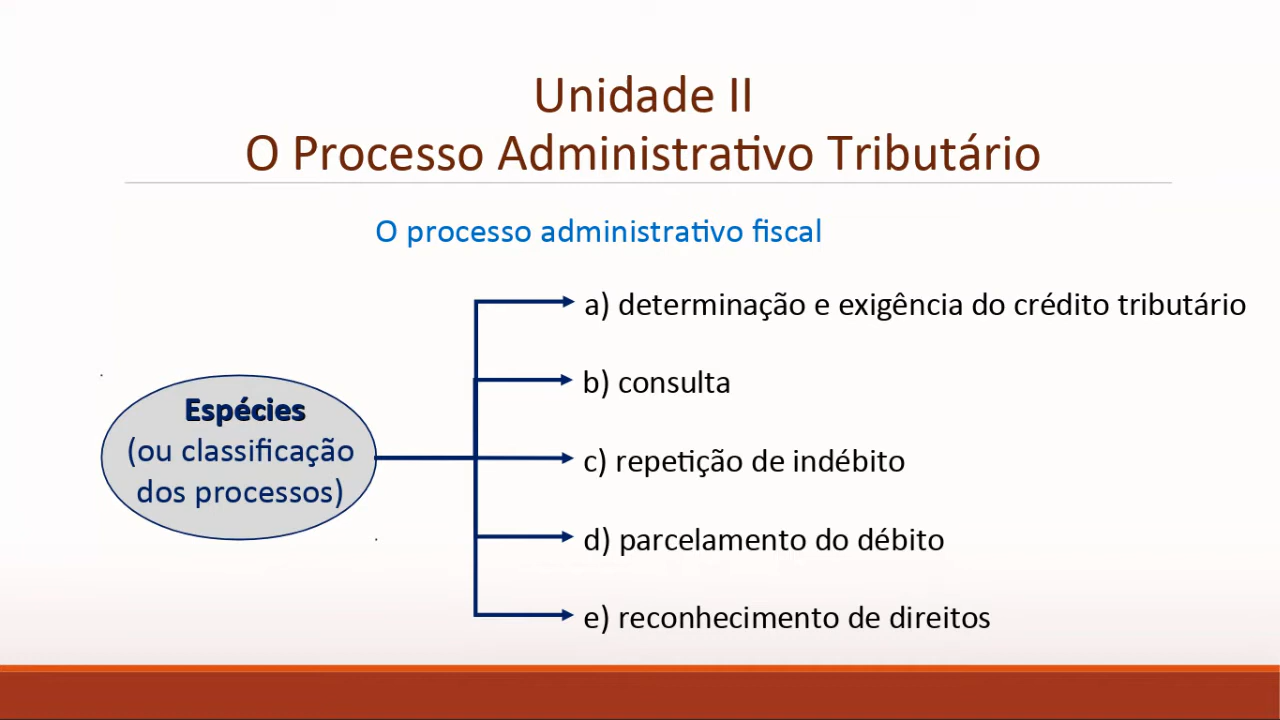 Unidade II
O Processo Administrativo Tributário
O processo administrativo fiscal
a) determinação e exigência do crédito tributário
b) consulta
Espécies
(ou classificação
dos processos)
c) repetição de indébito
d) parcelamento do débito
e) reconhecimento de direitos